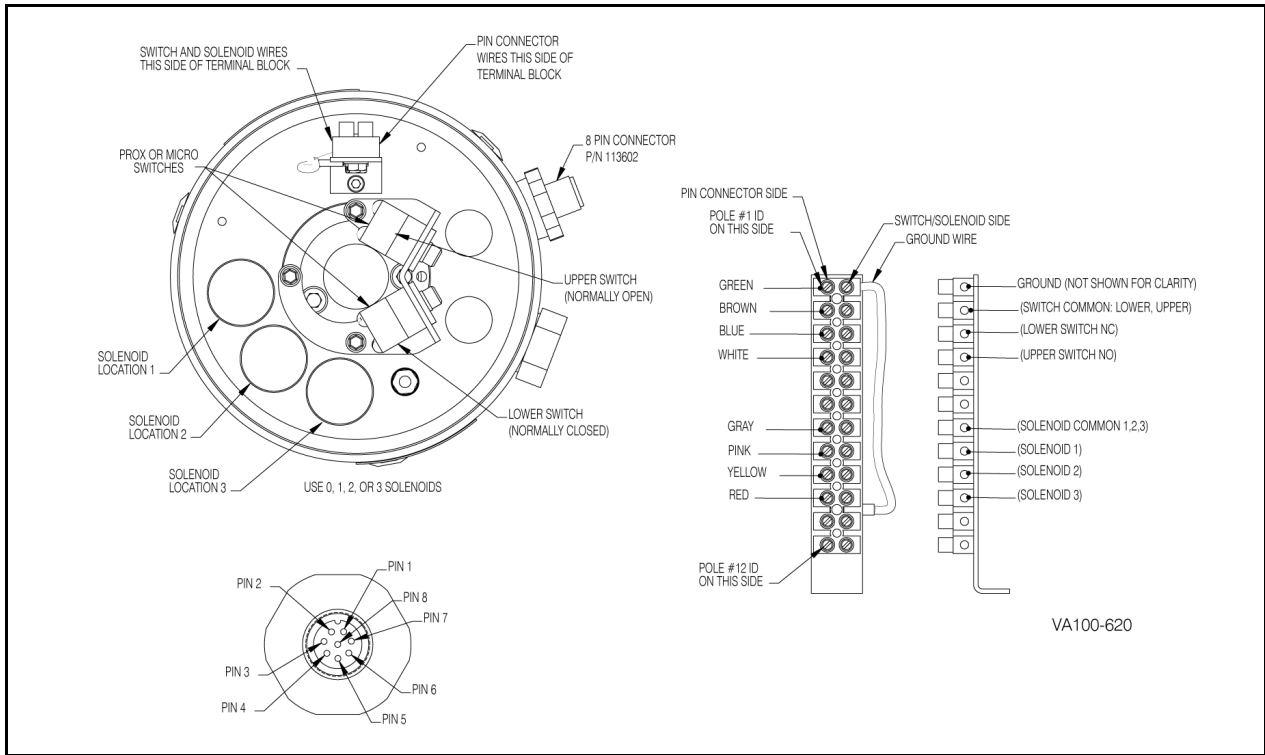 SWITCH AND SOLENOID WIRES
THIS SIDE OF TERMINAL BLOCK
PIN CONNECTOR
WIRES THIS SIDE OF
TERMINAL BLOCK
PROX OR MICRO
SWITCHES
8 PIN CONNECTOR
P/N 113602
UPPER SWITCH
(NORMALLY OPEN)
SOLENOID
LOCATION 1
SOLENOID
LOCATION 2
SOLENOID
LOCATION 3
LOWER SWITCH
(NORMALLY CLOSED)
USE 0, 1, 2, OR 3 SOLENOIDS
PIN 1
PIN 2
PIN 8
PIN 7
PIN 3
PIN 6
PIN 4
PIN 5
PIN CONNECTOR SIDE
POLE #1 ID
ON THIS SIDE
SWITCH/SOLENOID SIDE
GROUND WIRE
GREEN
BROWN
BLUE
WHITE
GRAY
PINK
YELLOW
RED
POLE #12 ID
ON THIS SIDE
GROUND (NOT SHOWN FOR CLARITY)
(SWITCH COMMON: LOWER, UPPER)
(LOWER SWITCH NC)
(UPPER SWITCH NO)
(SOLENOID COMMON 1,2,3)
(SOLENOID 1)
(SOLENOID 2)
(SOLENOID 3)
VA100-620